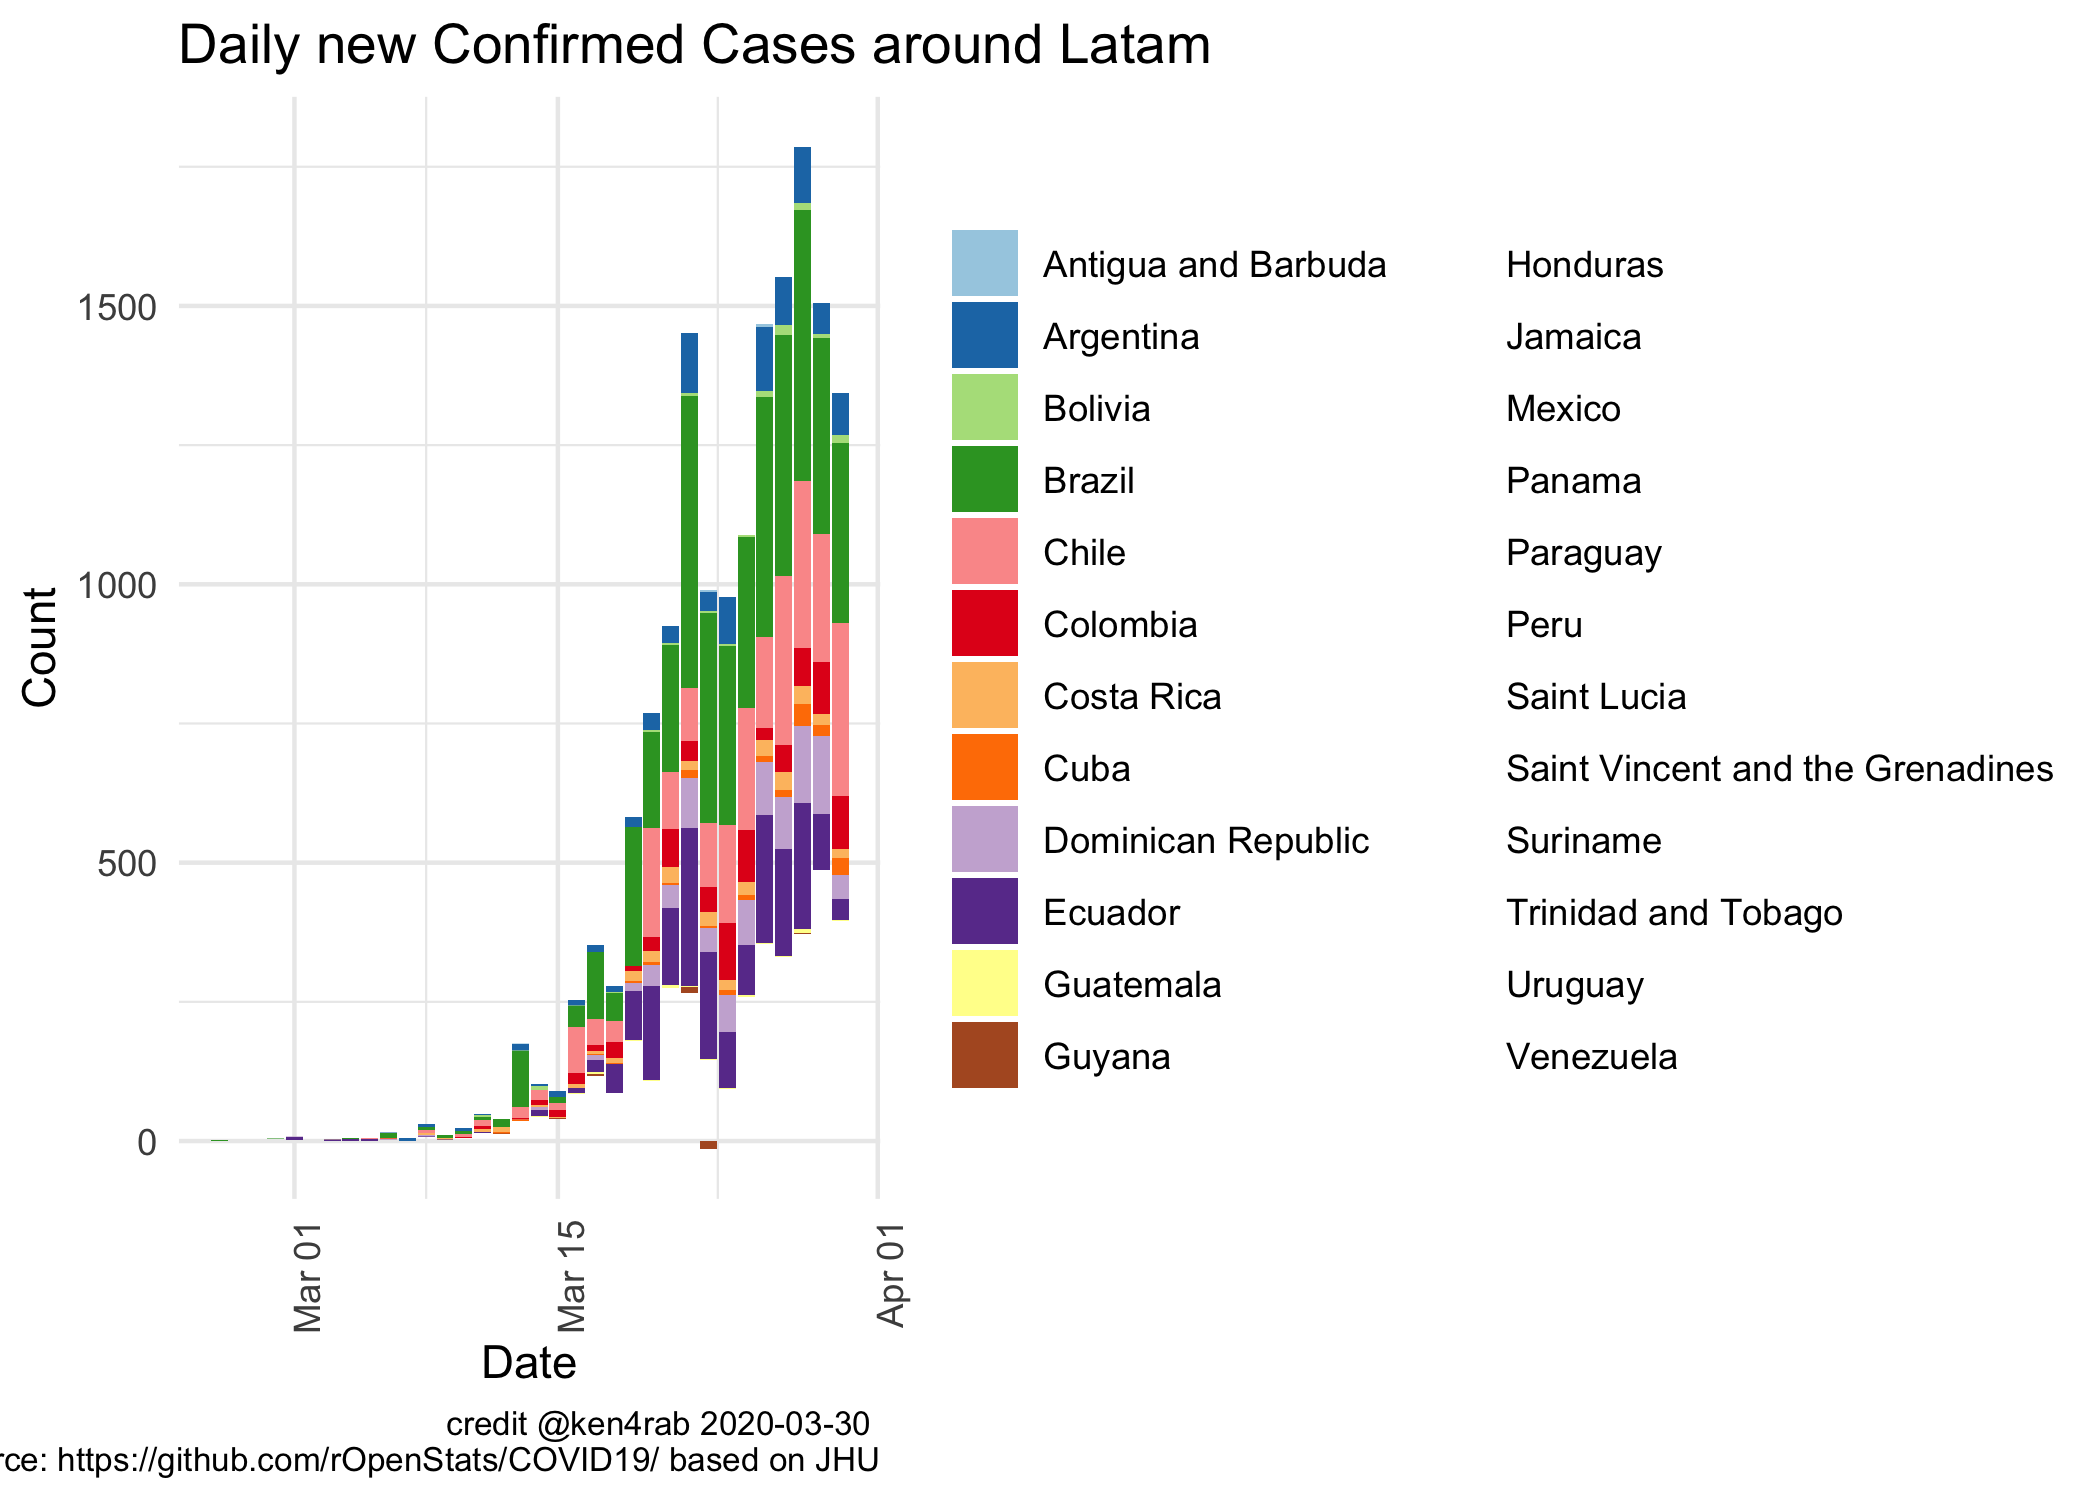 Daily new Confirmed Cases around Latam
1500
1000
500
0
Count
Mar 01
Mar 15
Apr 01
Date
Antigua and Barbuda
Argentina
Bolivia
Brazil
Chile
Colombia
Costa Rica
Cuba
Dominican Republic
Ecuador
Guatemala
Guyana
Honduras
Jamaica
Mexico
Panama
Paraguay
Peru
Saint Lucia
Saint Vincent and the Grenadines
Suriname
Trinidad and Tobago
Uruguay
Venezuela
credit @ken4rab 2020-03-30
rce: https://github.com/rOpenStats/COVID19/ based on JHU